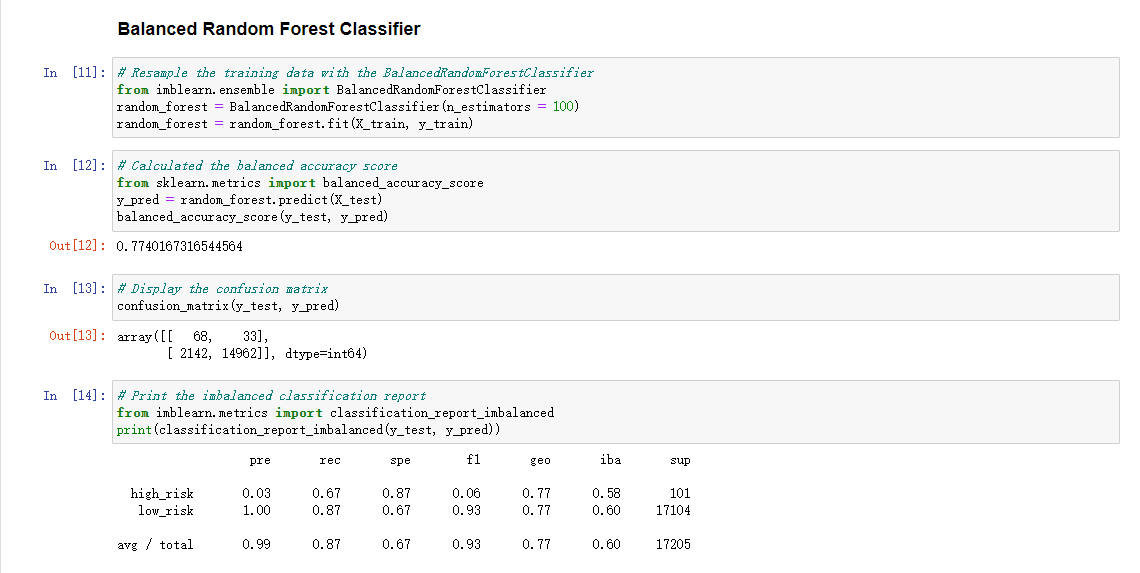 Balanced Random Forest Classifier
In [11]: # Resample the training data with the BalancedRandomForestClassifier
from imblearn.ensemble import BalancedRandomForestClassifier
random_forest = BalancedRandomForestClassifier(n_estimators = 100)
random_forest = random_forest.fit(X_train, y_train)
In [12]: # Calculated the balanced accuracy score
from sklearn.metrics import balanced_accuracy_score
y_pred = random_forest.predict(X_test)
balanced_accuracy_score(y_test, y_pred)
Out[12]: 0.7740167316544564
In [13]: # Display the confusion matrix
confusion_matrix(y_test, y_pred)
Out[13]: array([[ 68, 33],
[ 2142, 14962]], dtype=int64)
In [14]: # Print the imbalanced classification report
from imblearn.metrics import classification_report_imbalanced
print(classification_report_imbalanced(y_test, y_pred))
pre rec spe f1 geo iba sup
high_risk 0.03 0.67 0.87 0.06 0.77 0.58 101
low_risk 1.00 0.87 0.67 0.93 0.77 0.60 17104
avg / total 0.99 0.87 0.67 0.93 0.77 0.60 17205